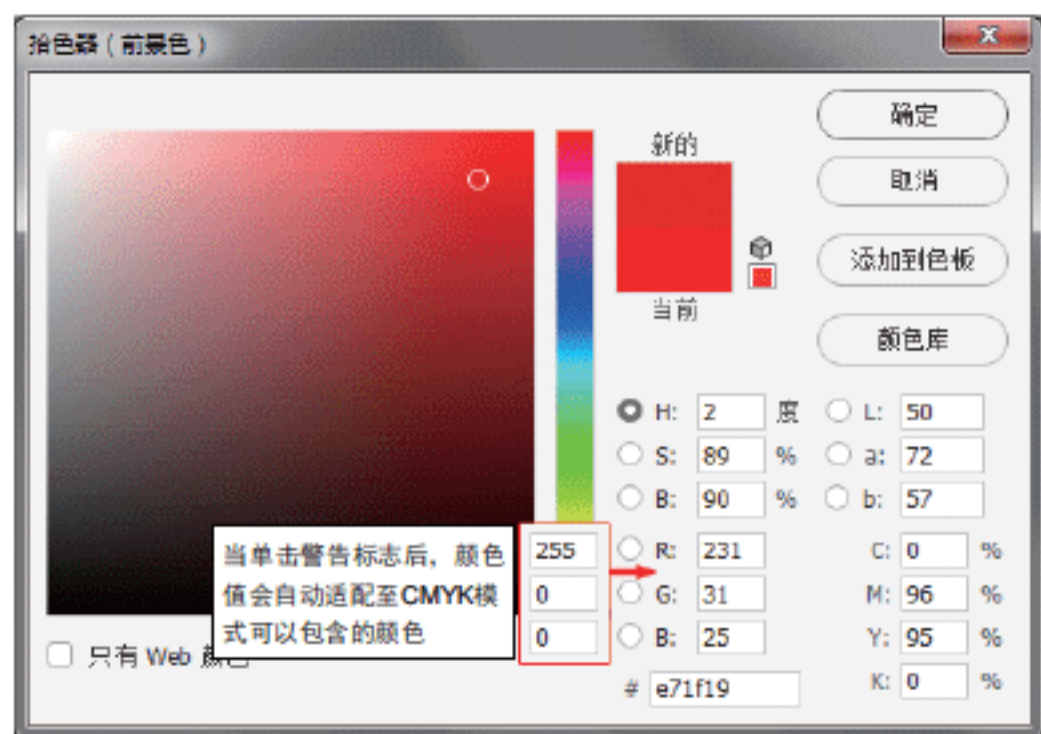 拾色器(前景色)
确定
新的
取消
添加到色板
当前
颜色库
H: 2 度 L: 50
S: 89 % a: 72
B: 90 % b: 57
当单击警告标志后，颜色
值会自动适配至CMYK模
式可以包含的颜色
255 R: 231 C: 0 %
0 G: 31 M: 96 %
0 B: 25 Y: 95 %
只有 Web 颜色
# e71f19 K: 0 %